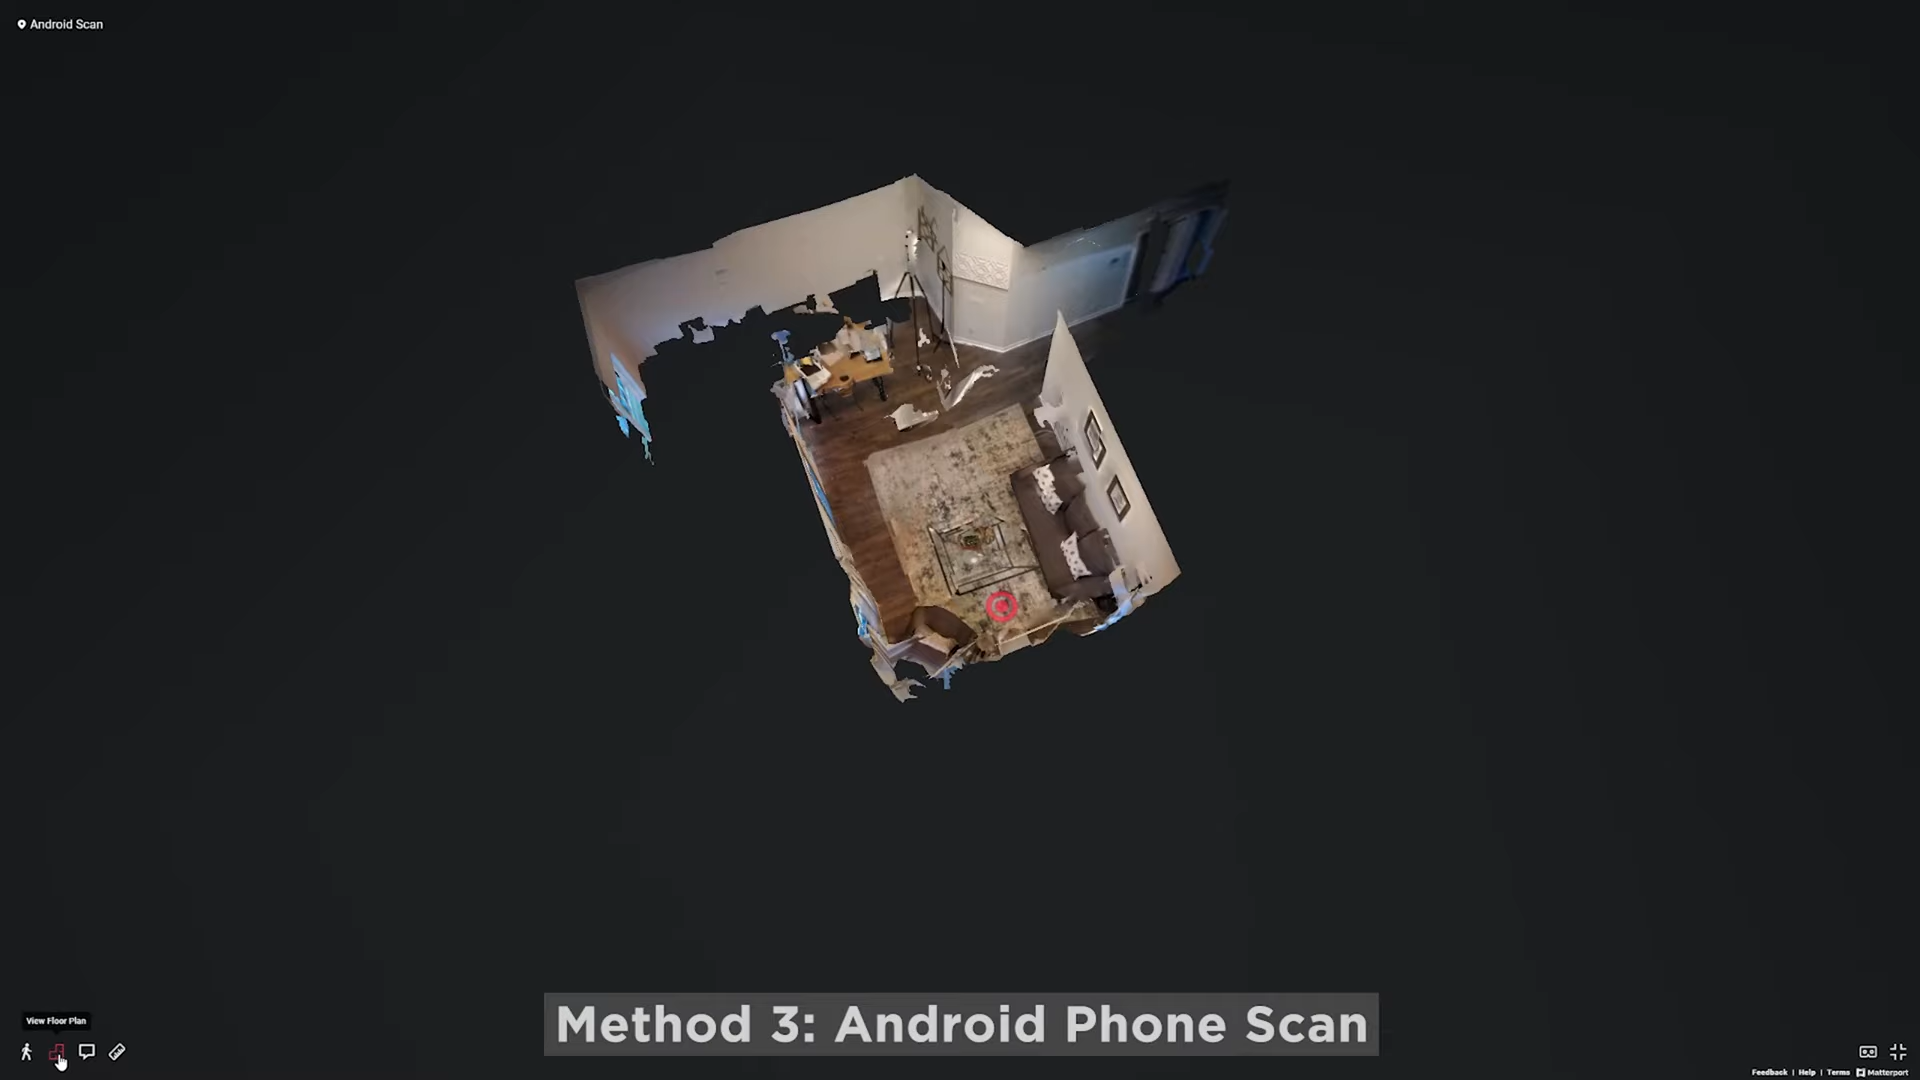 Android Scan
View Floor Plan
Method 3: Android Phone Scan
Feedback | Help | Terms Matterport